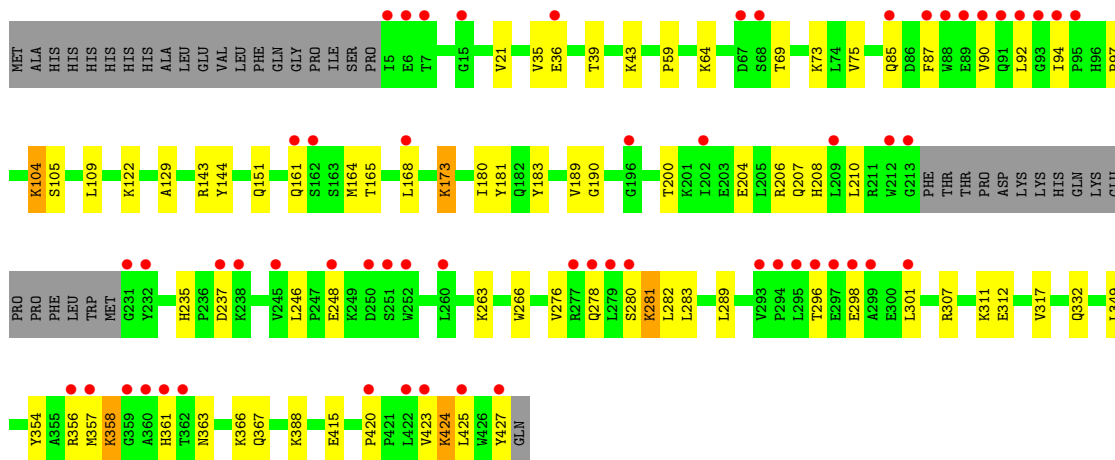 MET ALA HIS HIS HIS HIS HIS HIS ALA LEU GLU VAL LEU PHE GLN GLY PRO ILE SER PRO I5 E6 T7 G15 V21 V35 E36 T39 K43 P59 K64 D67 S68 T69 K73 L74 V75 Q85 D86 F87 W88 E89 V90 Q91 L92 G93 I94 P95 H96 P97
K104 S105 L109 K122 A129 R143 Y144 Q151 Q161 S162 S163 M164 T165 L168 K173 I180 Y181 Q182 Y183 V189 G190 G196 T200 K201 I202 E203 E204 L205 R206 Q207 H208 L209 L210 R211 W212 G213 PHE THR THR PRO ASP LYS LYS HIS GLN LYS GLU
PRO PRO PHE LEU TRP MET G231 Y232 H235 P236 D237 K238 V245 L246 P247 E248 K249 D250 S251 W252 L260 K263 W266 V276 R277 Q278 L279 S280 K281 L282 L283 L289 V293 P294 L295 T296 E297 E298 A299 E300 L301 R307 K311 E312 V317 Q332 L339
Y354 A355 R356 M357 K358 G359 A360 H361 T362 N363 K366 Q367 K388 E415 P420 P421 L422 V423 K424 L425 W426 Y427 GLN